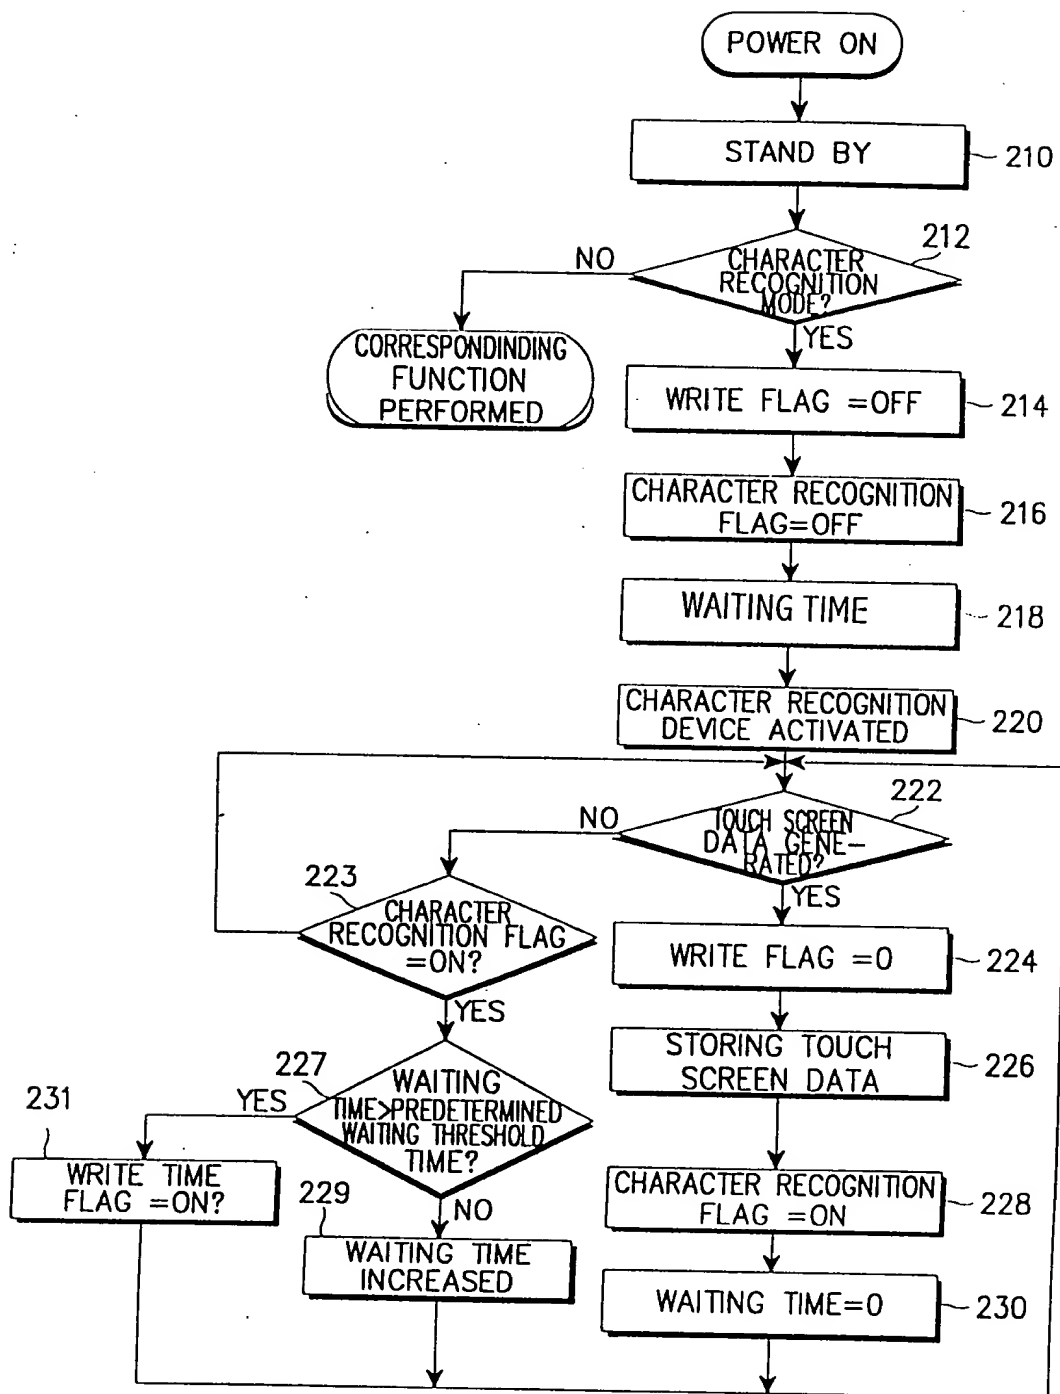 POWER ON
STAND BY
210
212
NO
CHARACTER
RECOGNITION
MODE?
YES
CORRESPONDINDING
FUNCTION
PERFORMED
WRITE FLAG =OFF
214
CHARACTER RECOGNITION
FLAG=OFF
216
WAITING TIME
218
CHARACTER RECOGNITION
DEVICE ACTIVATED
220
222
NO
TOUCH SCREEN
DATA GENE-
RATED?
YES
223
CHARACTER
RECOGNITION FLAG
=ON?
YES
WRITE FLAG =0
224
STORING TOUCH
SCREEN DATA
226
227
WAITING
TIME>PREDETERMINED
WAITING THRESHOLD
TIME?
YES
231
WRITE TIME
FLAG =ON?
NO
229
WAITING TIME
INCREASED
CHARACTER RECOGNITION
FLAG =ON
228
WAITING TIME=0
230